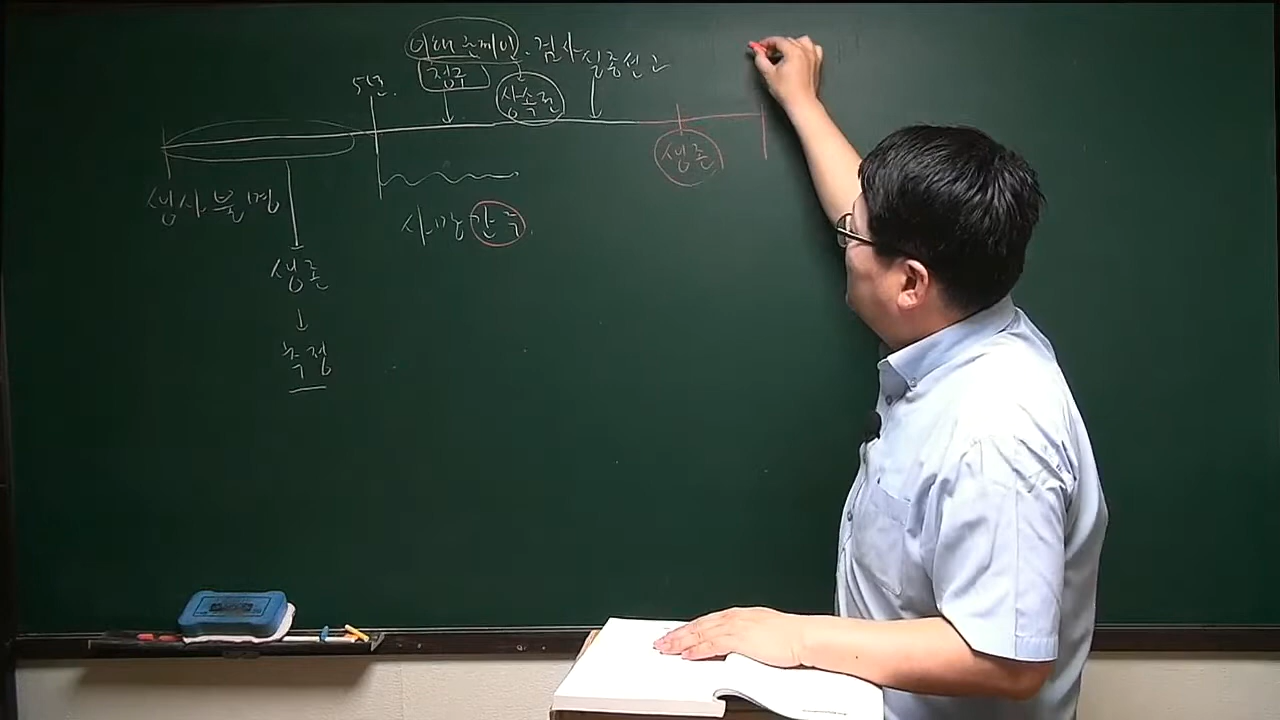 이해관계인. 검사
청구
실종선고
5년.
상속권
생존
생사불명
사망간주.
생존
↓
추정